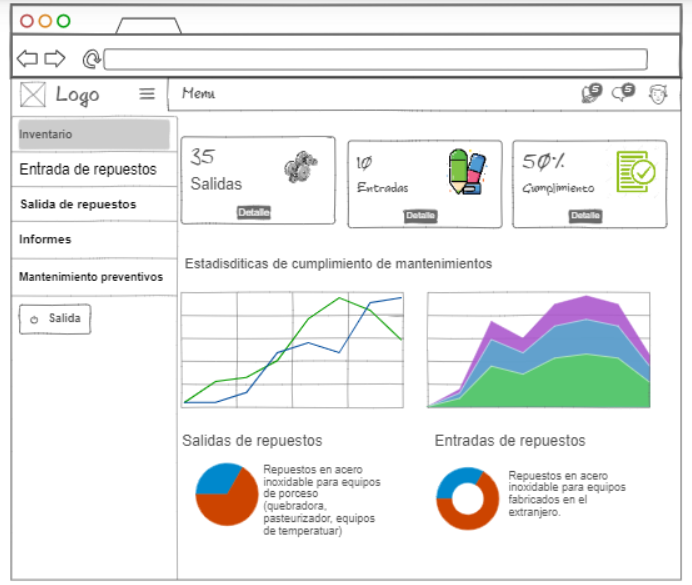 Logo
Menu
5
5
Inventario
Entrada de repuestos
Salida de repuestos
Informes
Mantenimiento preventivos
Salida
35
Salidas
Detalle
10
Entradas
Detalle
50%
Cumplimiento
Detalle
Estadisditicas de cumplimiento de mantenimientos
Salidas de repuestos
Repuestos en acero
inoxidable para equipos
de porceso
(quebradora,
pasteurizador, equipos
de temperatuar)
Entradas de repuestos
Repuestos en acero
inoxidable para equipos
fabricados en el
extranjero.